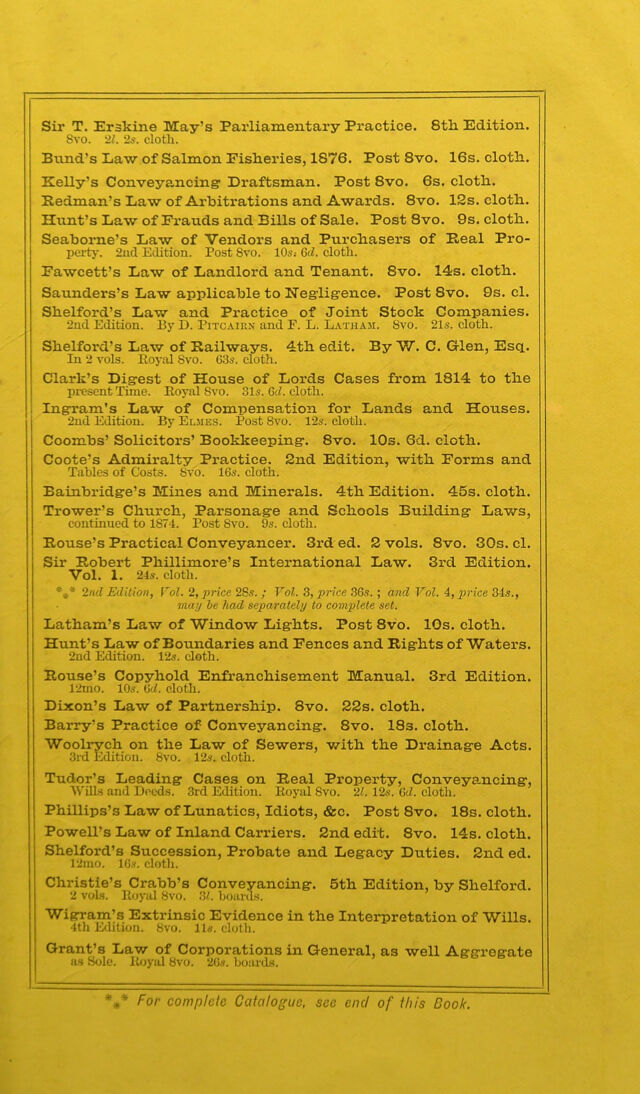 Sir T. Erskine May's Parliamentary Practice. 8th Edition.
8vo. 2l. 2s. cloth.
Bund's Law of Salmon Fisheries, 1876. Post 8vo. 16s. cloth.
Kelly's Conveyancing Draftsman. Post 8vo. 6s. cloth.
Redman's Law of Arbitrations and Awards. 8vo. 12s. cloth.
Hunt's Law of Frauds and Bills of Sale. Post 8vo. 9s. cloth.
Seaborne's Law of Vendors and Purchasers of Real Pro-
perty. 2nd Edition. Post 8vo. 10s. 6d. cloth.
Fawcett's Law of Landlord and Tenant. 8vo. 14s. cloth.
Saunders's Law applicable to Negligence. Post 8vo. 9s. cl.
Shelford's Law and Practice of Joint Stock Companies.
2nd Edition. By D. Pitcairn and F. L. Latham. 8vo. 21s. cloth.
Shelford's Law of Railways. 4th edit. By W. C. Glen, Esq.
In 2 vols. Royal 8vo. 63s. cloth.
Clark's Digest of House of Lords Cases from 1814 to the
present Time. Royal 8vo. 31s. 6d. cloth.
Ingram's Law of Compensation for Lands and Houses.
2nd Edition. By Elmes. Post 8vo. 12s. cloth.
Coombs' Solicitors' Bookkeeping. 8vo. 10s. 6d. cloth.
Coote's Admiralty Practice. 2nd Edition, with Forms and
Tables of Costs. 8vo. 16s. cloth.
Bainbridge's Mines and Minerals. 4th Edition. 45s. cloth.
Trower's Church, Parsonage and Schools Building Laws,
continued to 1874. Post 8vo. 9s. cloth.
Rouse's Practical Conveyancer. 3rd ed. 2 vols. 8vo. 30s. cl.
Sir Robert Phillimore's International Law. 3rd Edition.
Vol. 1. 24s. cloth.
*** 2nd Edition, Vol. 2, price 28s.; Vol. 3, price 36s.; and Vol. 4, price 34s.,
may be had separately to complete set.
Latham's Law of Window Lights. Post 8vo. 10s. cloth.
Hunt's Law of Boundaries and Fences and Rights of Waters.
2nd Edition. 12s. cloth.
Rouse's Copyhold Enfranchisement Manual. 3rd Edition.
12mo. 10s. 6d. cloth.
Dixon's Law of Partnership. 8vo. 22s. cloth.
Barry's Practice of Conveyancing. 8vo. 18s. cloth.
Woolrych on the Law of Sewers, with the Drainage Acts.
3rd Edition. 8vo. 12s. cloth.
Tudor's Leading Cases on Real Property, Conveyancing,
Wills and Deeds. 3rd Edition. Royal 8vo. 2l. 12s. 6d. cloth.
Phillips's Law of Lunatics, Idiots, &c. Post 8vo. 18s. cloth.
Powell's Law of Inland Carriers. 2nd edit. 8vo. 14s. cloth.
Shelford's Succession, Probate and Legacy Duties. 2nd ed.
12mo. 16s. cloth.
Christie's Crabb's Conveyancing. 5th Edition, by Shelford.
2 vols. Royal 8vo. 3l. boards.
Wigram's Extrinsic Evidence in the Interpretation of Wills.
4th Edition. 8vo. 11s. cloth.
Grant's Law of Corporations in General, as well Aggregate
as Sole. Royal 8vo. 26s. boards.
*** For complete Catalogue, see end of this Book.